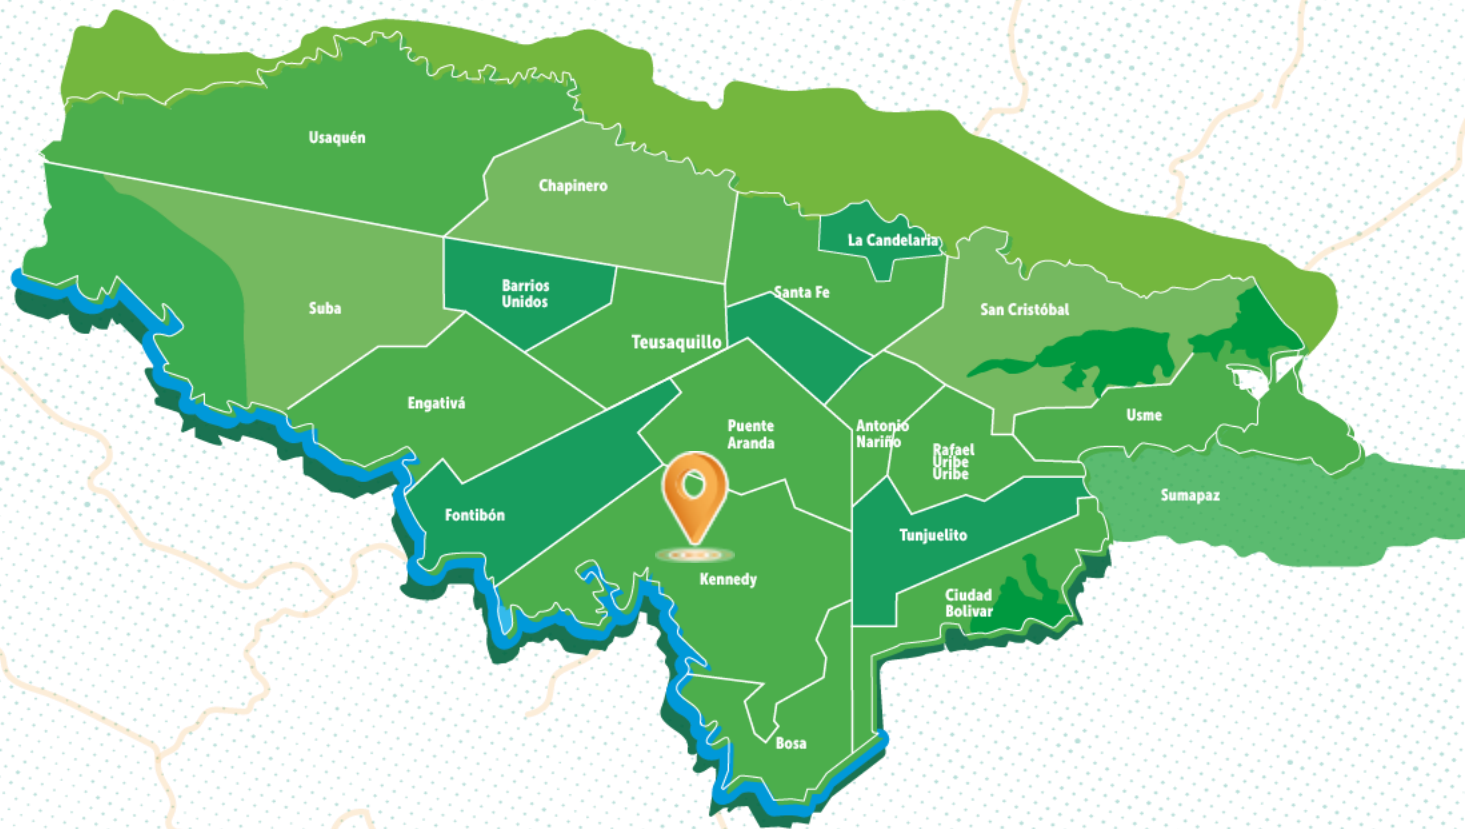 Usaquén
Chapinero
La Candelaria
Barrios
Unidos
Santa Fe
Suba
San Cristóbal
Teusaquillo
Engativá
Puente
Aranda
Antonio
Nariño
Usme
Rafael
Uribe
Uribe
Sumapaz
Fontibón
Tunjuelito
Kennedy
Ciudad
Bolivar
Bosa